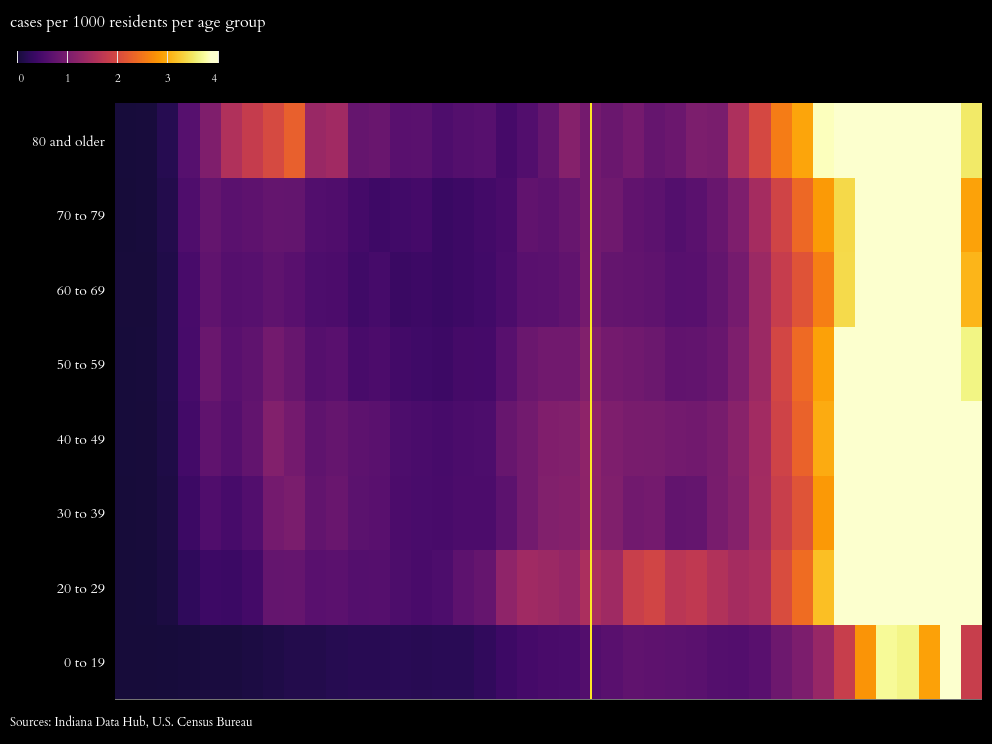 cases per 1000 residents per age group
0 1 2 3 4
80 and older
70 to 79
60 to 69
50 to 59
40 to 49
30 to 39
20 to 29
0 to 19
Sources: Indiana Data Hub, U.S. Census Bureau